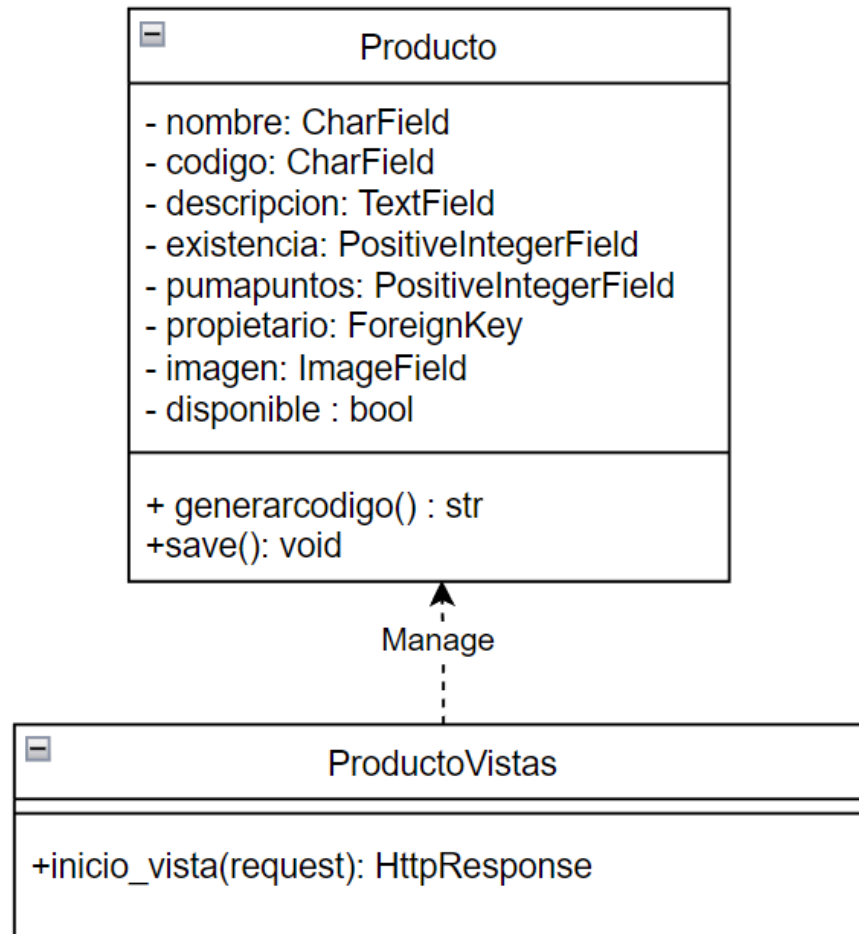 Producto
- nombre: CharField
- codigo: CharField
- descripcion: TextField
- existencia: PositiveIntegerField
- pumapuntos: PositiveIntegerField
- propietario: ForeignKey
- imagen: ImageField
- disponible : bool
+ generarcodigo() : str
+save(): void
Manage
ProductoVistas
+inicio_vista(request): HttpResponse